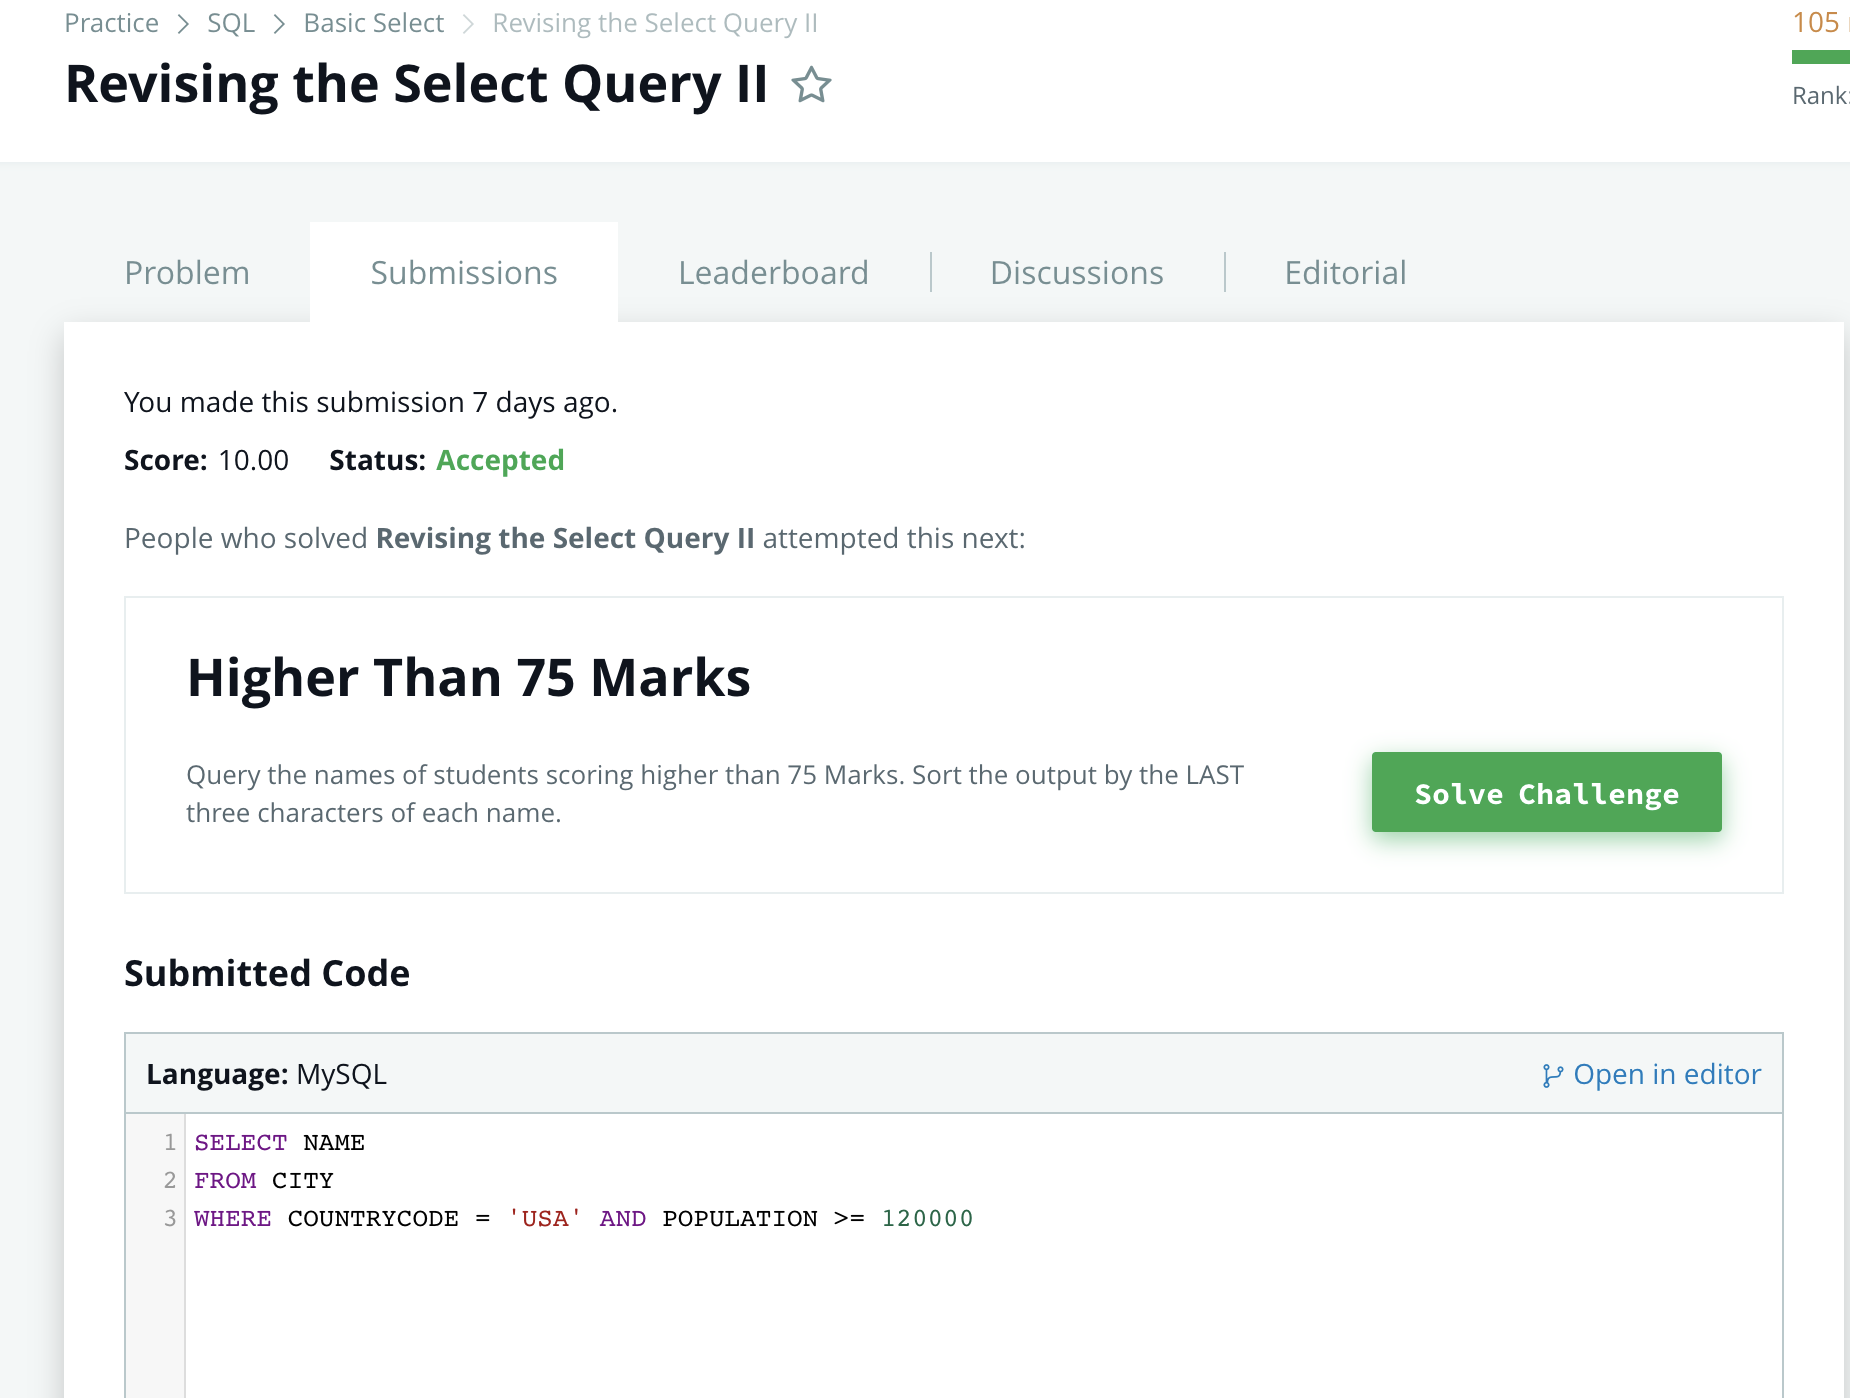 Practice > SQL > Basic Select > Revising the Select Query II
105
Revising the Select Query II
Rank:
Problem
Submissions
Leaderboard
Discussions
Editorial
You made this submission 7 days ago.
Score: 10.00 Status: Accepted
People who solved Revising the Select Query II attempted this next:
Higher Than 75 Marks
Query the names of students scoring higher than 75 Marks. Sort the output by the LAST
three characters of each name.
Solve Challenge
Submitted Code
Language: MySQL
Open in editor
1 SELECT NAME
2 FROM CITY
3 WHERE COUNTRYCODE = 'USA' AND POPULATION >= 120000